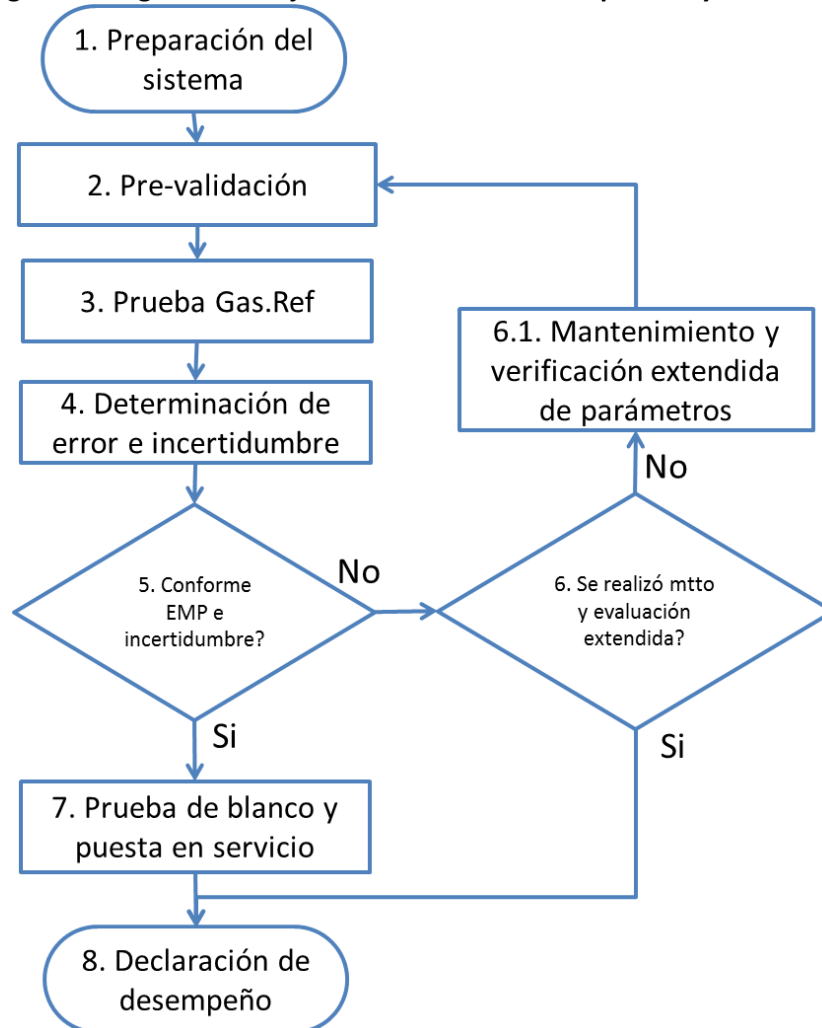 1. Preparación del
sistema
2. Pre-validación
3. Prueba Gas.Ref
6.1. Mantenimiento y
verificación extendida
de parámetros
4. Determinación de
error e incertidumbre
No
5. Conforme
EMP e
incertidumbre?
No
6. Se realizó mtto
y evaluación
extendida?
Si
Si
7. Prueba de blanco y
puesta en servicio
8. Declaración de
desempeño